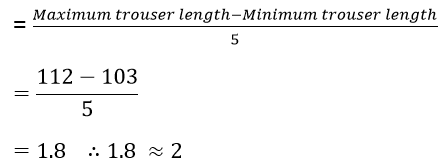 = Maximum trouser length−Minimum trouser length
5
= 112 − 103
5
= 1.8 ∴ 1.8 ≈ 2